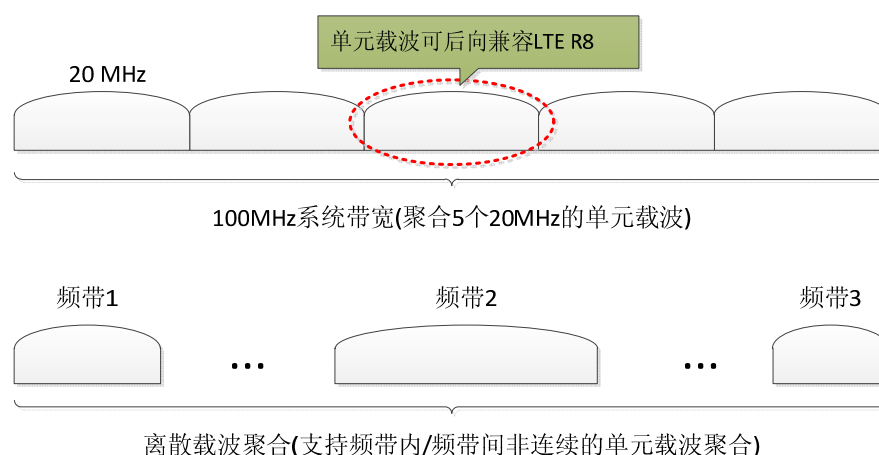 单元载波可后向兼容LTE R8
20 MHz
100MHz系统带宽(聚合5个20MHz的单元载波)
频带1
频带2
频带3
...
...
离散载波聚合(支持频带内/频带间非连续的单元载波聚合)